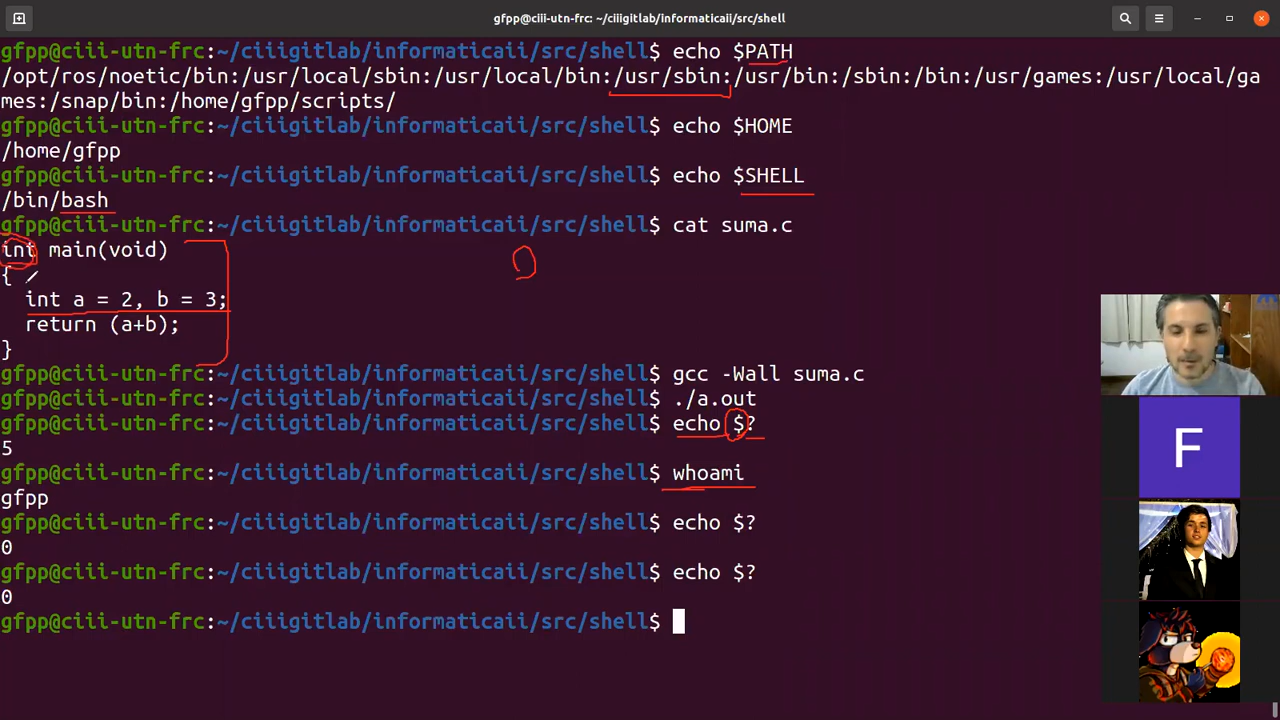 gfpp@ciii-utn-frc: ~/ciiigitlab/informaticaii/src/shell
gfpp@ciii-utn-frc:~/ciiigitlab/informaticaii/src/shell$ echo $PATH
/opt/ros/noetic/bin:/usr/local/sbin:/usr/local/bin:/usr/sbin:/usr/bin:/sbin:/bin:/usr/games:/usr/local/ga
mes:/snap/bin:/home/gfpp/scripts/
gfpp@ciii-utn-frc:~/ciiigitlab/informaticaii/src/shell$ echo $HOME
/home/gfpp
gfpp@ciii-utn-frc:~/ciiigitlab/informaticaii/src/shell$ echo $SHELL
/bin/bash
gfpp@ciii-utn-frc:~/ciiigitlab/informaticaii/src/shell$ cat suma.c
int main(void)
{
  int a = 2, b = 3;
  return (a+b);
}
gfpp@ciii-utn-frc:~/ciiigitlab/informaticaii/src/shell$ gcc -Wall suma.c
gfpp@ciii-utn-frc:~/ciiigitlab/informaticaii/src/shell$ ./a.out
gfpp@ciii-utn-frc:~/ciiigitlab/informaticaii/src/shell$ echo $?
5
gfpp@ciii-utn-frc:~/ciiigitlab/informaticaii/src/shell$ whoami
gfpp
gfpp@ciii-utn-frc:~/ciiigitlab/informaticaii/src/shell$ echo $?
0
gfpp@ciii-utn-frc:~/ciiigitlab/informaticaii/src/shell$ echo $?
0
gfpp@ciii-utn-frc:~/ciiigitlab/informaticaii/src/shell$
F